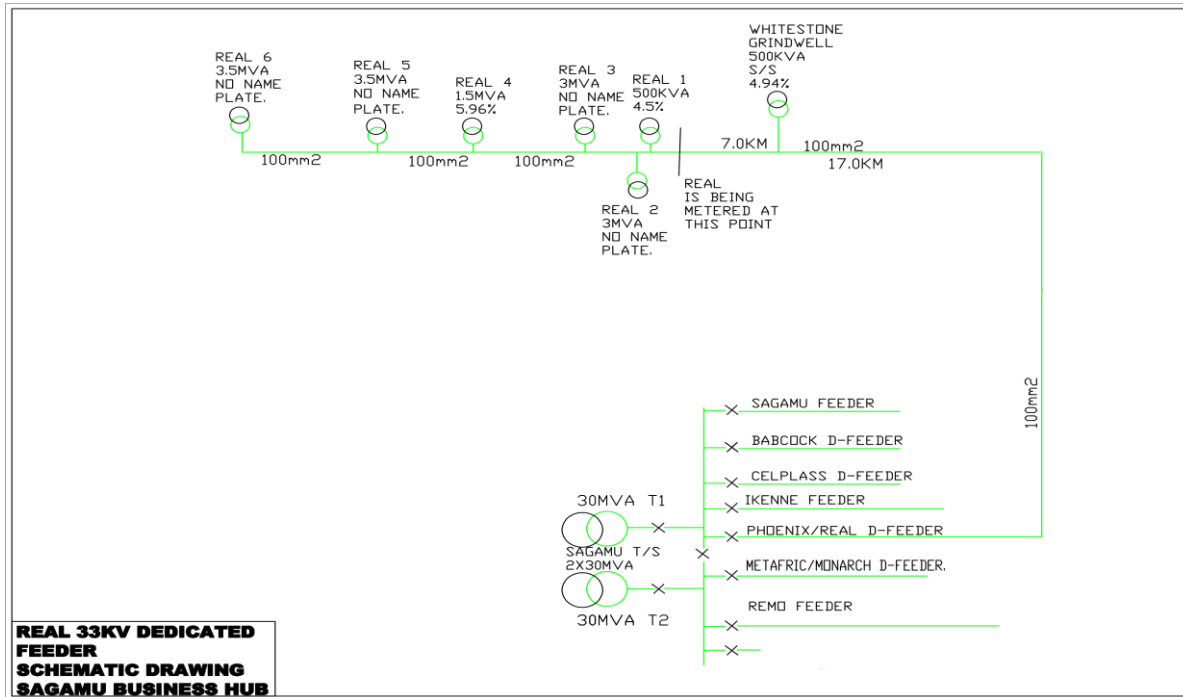 WHITESTONE
GRINDWELL
500KVA
S/S
4.94%
REAL 6
3.5MVA
NO NAME
PLATE.
REAL 5
3.5MVA
NO NAME
PLATE.
REAL 4
1.5MVA
5.96%
REAL 3
3MVA
NO NAME
PLATE.
REAL 1
500KVA
4.5%
100mm2
100mm2
100mm2
7.0KM
100mm2
17.0KM
REAL
IS BEING
METERED AT
THIS POINT
REAL 2
3MVA
NO NAME
PLATE.
100mm2
SAGAMU FEEDER
BABCOCK D-FEEDER
CELPLASS D-FEEDER
IKENNE FEEDER
PHOENIX/REAL D-FEEDER
METAFRIC/MONARCH D-FEEDER.
REMO FEEDER
30MVA T1
SAGAMU T/S
2X30MVA
30MVA T2
REAL 33KV DEDICATED
FEEDER
SCHEMATIC DRAWING
SAGAMU BUSINESS HUB